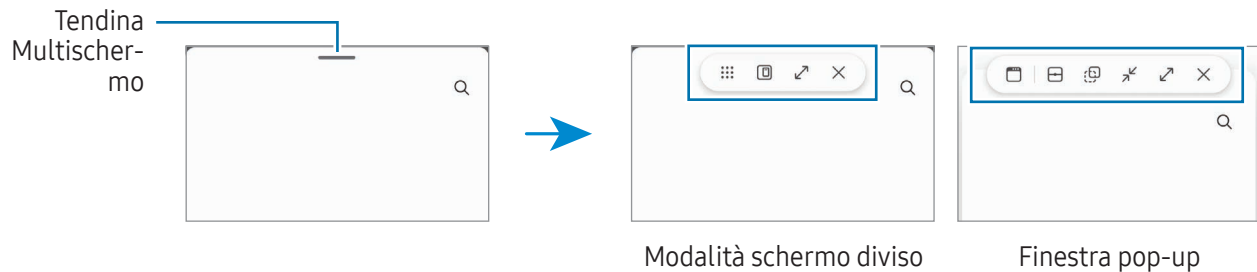 Tendina
Multischer-
mo
Modalità schermo diviso
Finestra pop-up